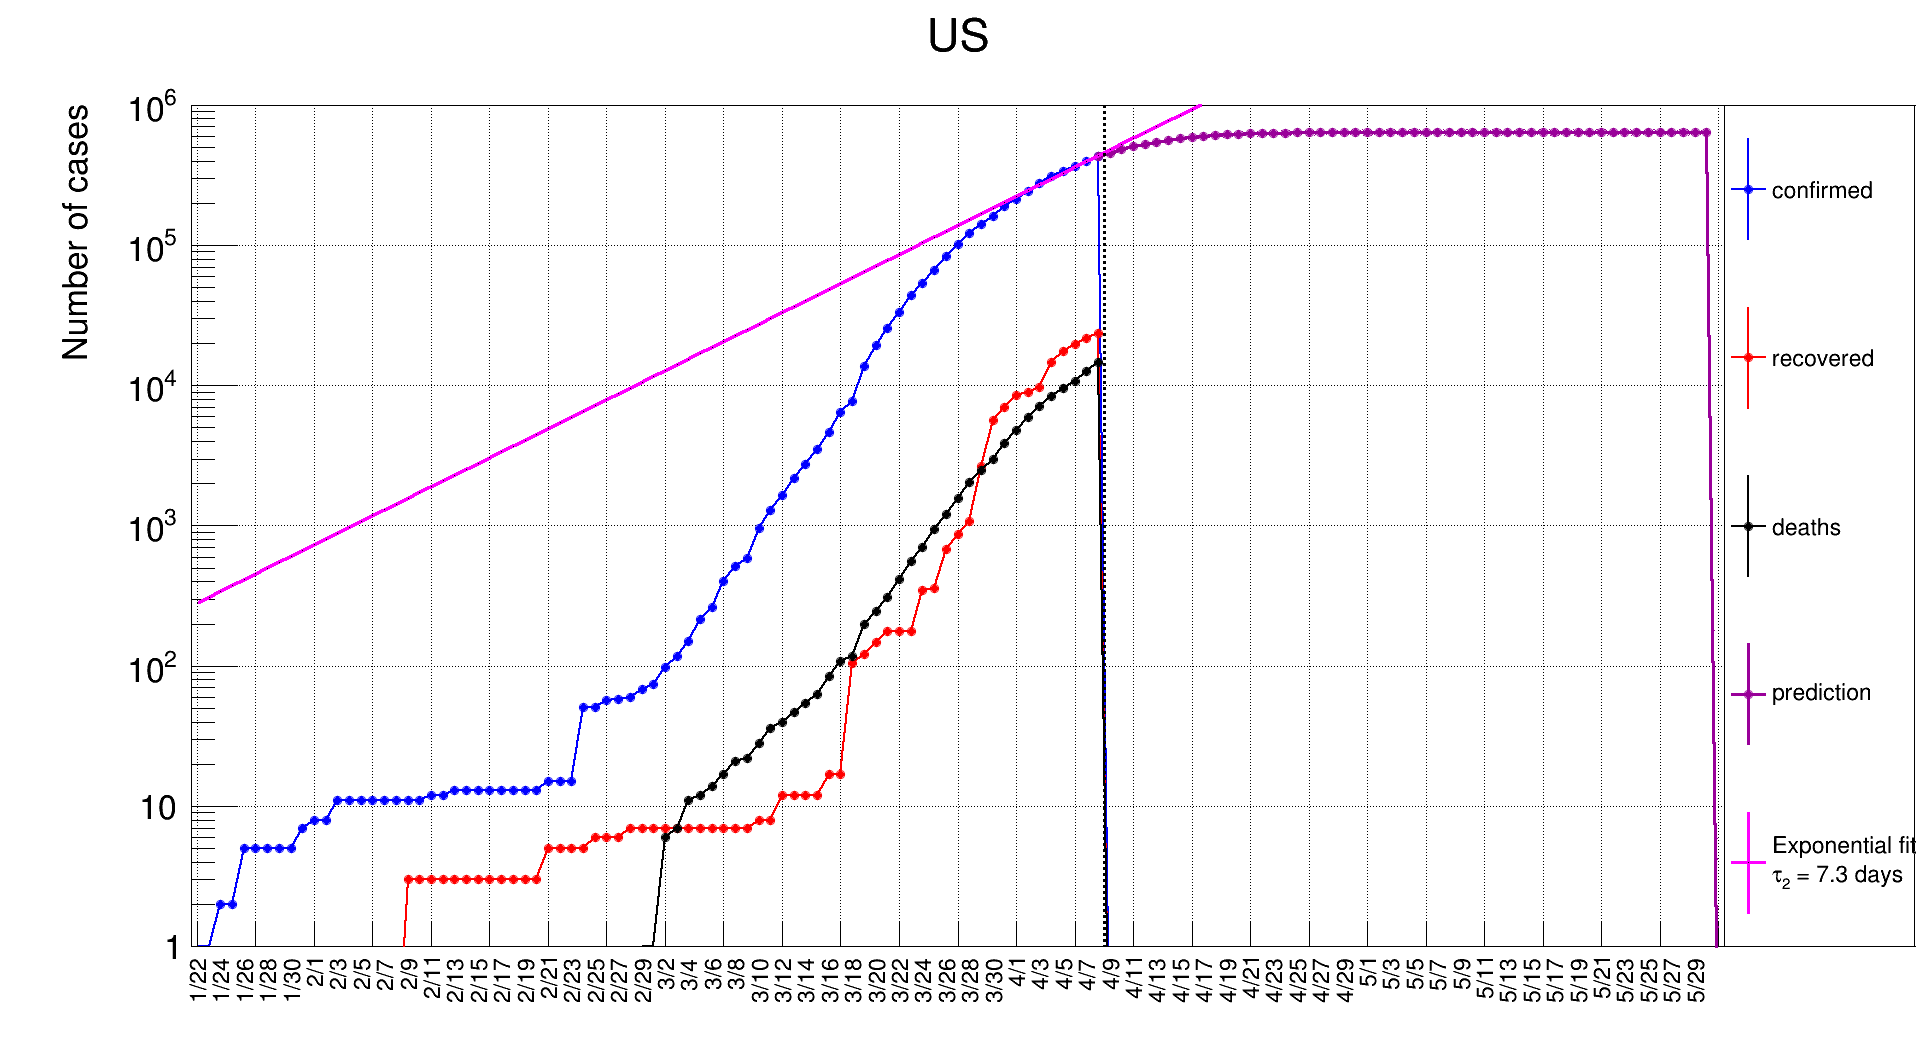 US
Number of cases
10^6
10^5
10^4
10^3
10^2
10
1
1/22 1/24 1/26 1/28 1/30 2/1 2/3 2/5 2/7 2/9 2/11 2/13 2/15 2/17 2/19 2/21 2/23 2/25 2/27 2/29 3/2 3/4 3/6 3/8 3/10 3/12 3/14 3/16 3/18 3/20 3/22 3/24 3/26 3/28 3/30 4/1 4/3 4/5 4/7 4/9 4/11 4/13 4/15 4/17 4/19 4/21 4/23 4/25 4/27 4/29 5/1 5/3 5/5 5/7 5/9 5/11 5/13 5/15 5/17 5/19 5/21 5/23 5/25 5/27 5/29
confirmed
recovered
deaths
prediction
Exponential fit
τ₂ = 7.3 days